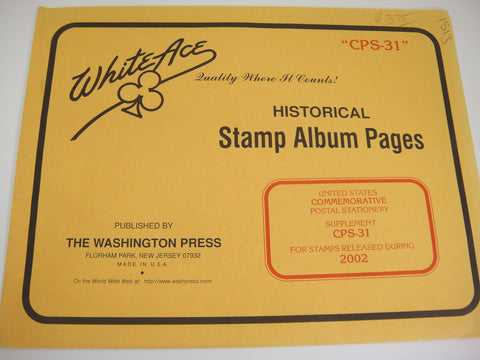 "CPS-31"
White Ace
Quality Where It Counts!
HISTORICAL
Stamp Album Pages
UNITED STATES
COMMEMORATIVE
POSTAL STATIONERY
SUPPLEMENT
CPS-31
FOR STAMPS RELEASED DURING
2002
PUBLISHED BY
THE WASHINGTON PRESS
FLORHAM PARK, NEW JERSEY 07932
MADE IN U.S.A.
•
On the World Wide Web at: http://www.washpress.com